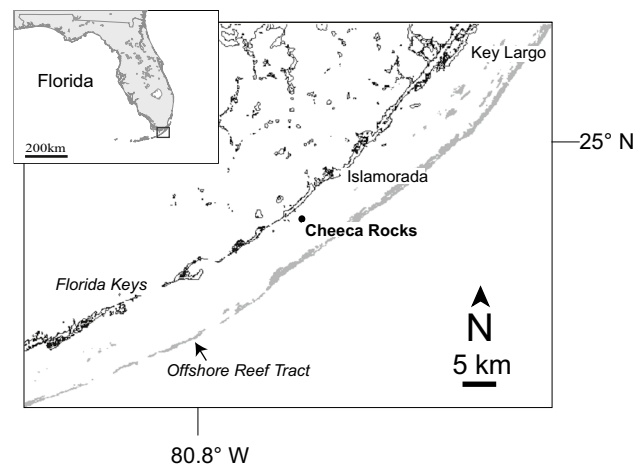 Florida
200km
Key Largo
25° N
Islamorada
Cheeca Rocks
Florida Keys
N
5 km
Offshore Reef Tract
80.8° W